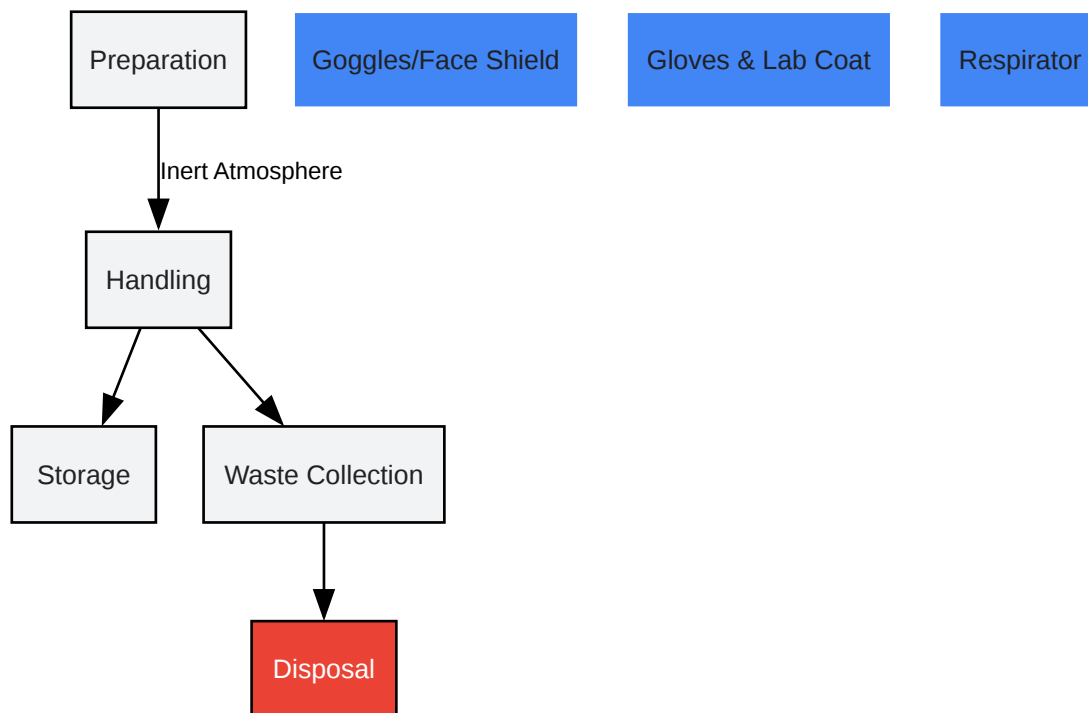 Preparation
Goggles/Face Shield
Gloves & Lab Coat
Respirator
Inert Atmosphere
Handling
Storage
Waste Collection
Disposal